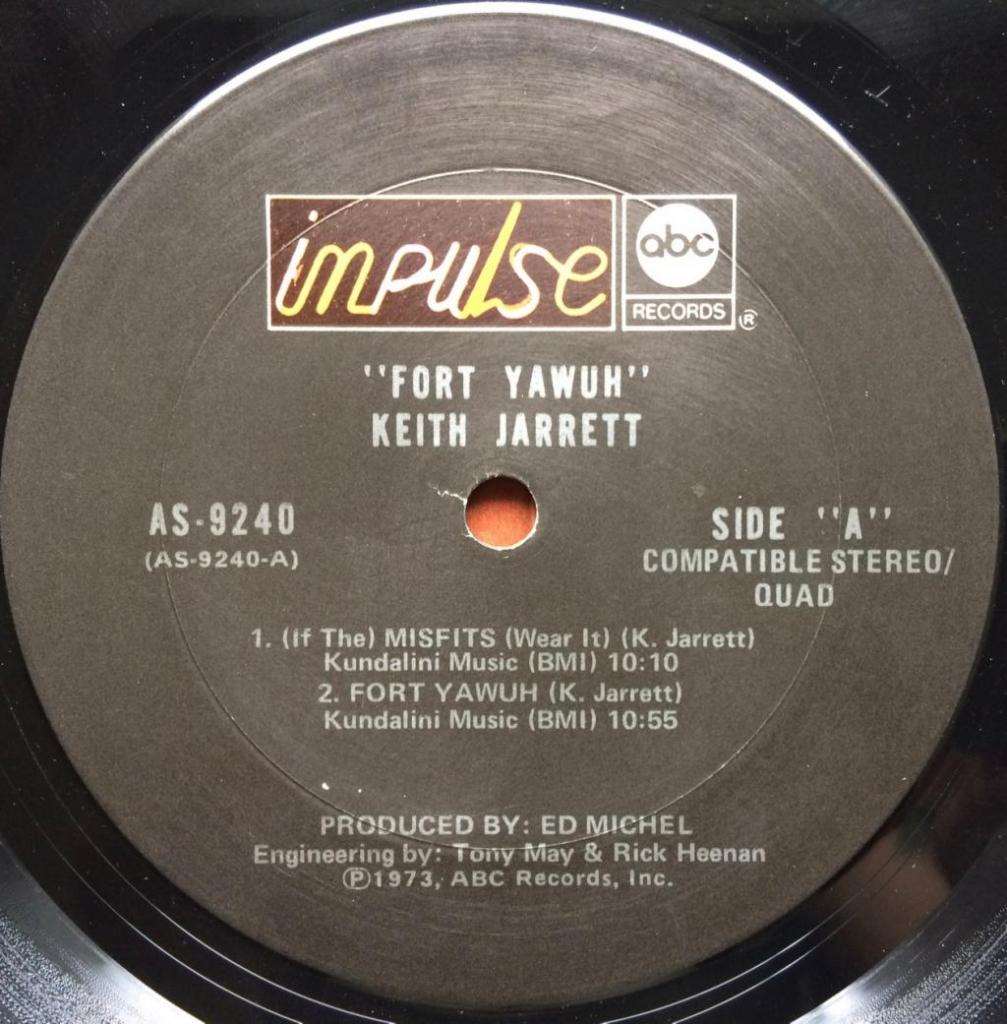 impulse
abc
RECORDS ®
"FORT YAWUH"
KEITH JARRETT
AS-9240
(AS-9240-A)
SIDE "A"
COMPATIBLE STEREO/
QUAD
1. (If The) MISFITS (Wear It) (K. Jarrett)
Kundalini Music (BMI) 10:10
2. FORT YAWUH (K. Jarrett)
Kundalini Music (BMI) 10:55
PRODUCED BY: ED MICHEL
Engineering by: Tony May & Rick Heenan
℗1973, ABC Records, Inc.